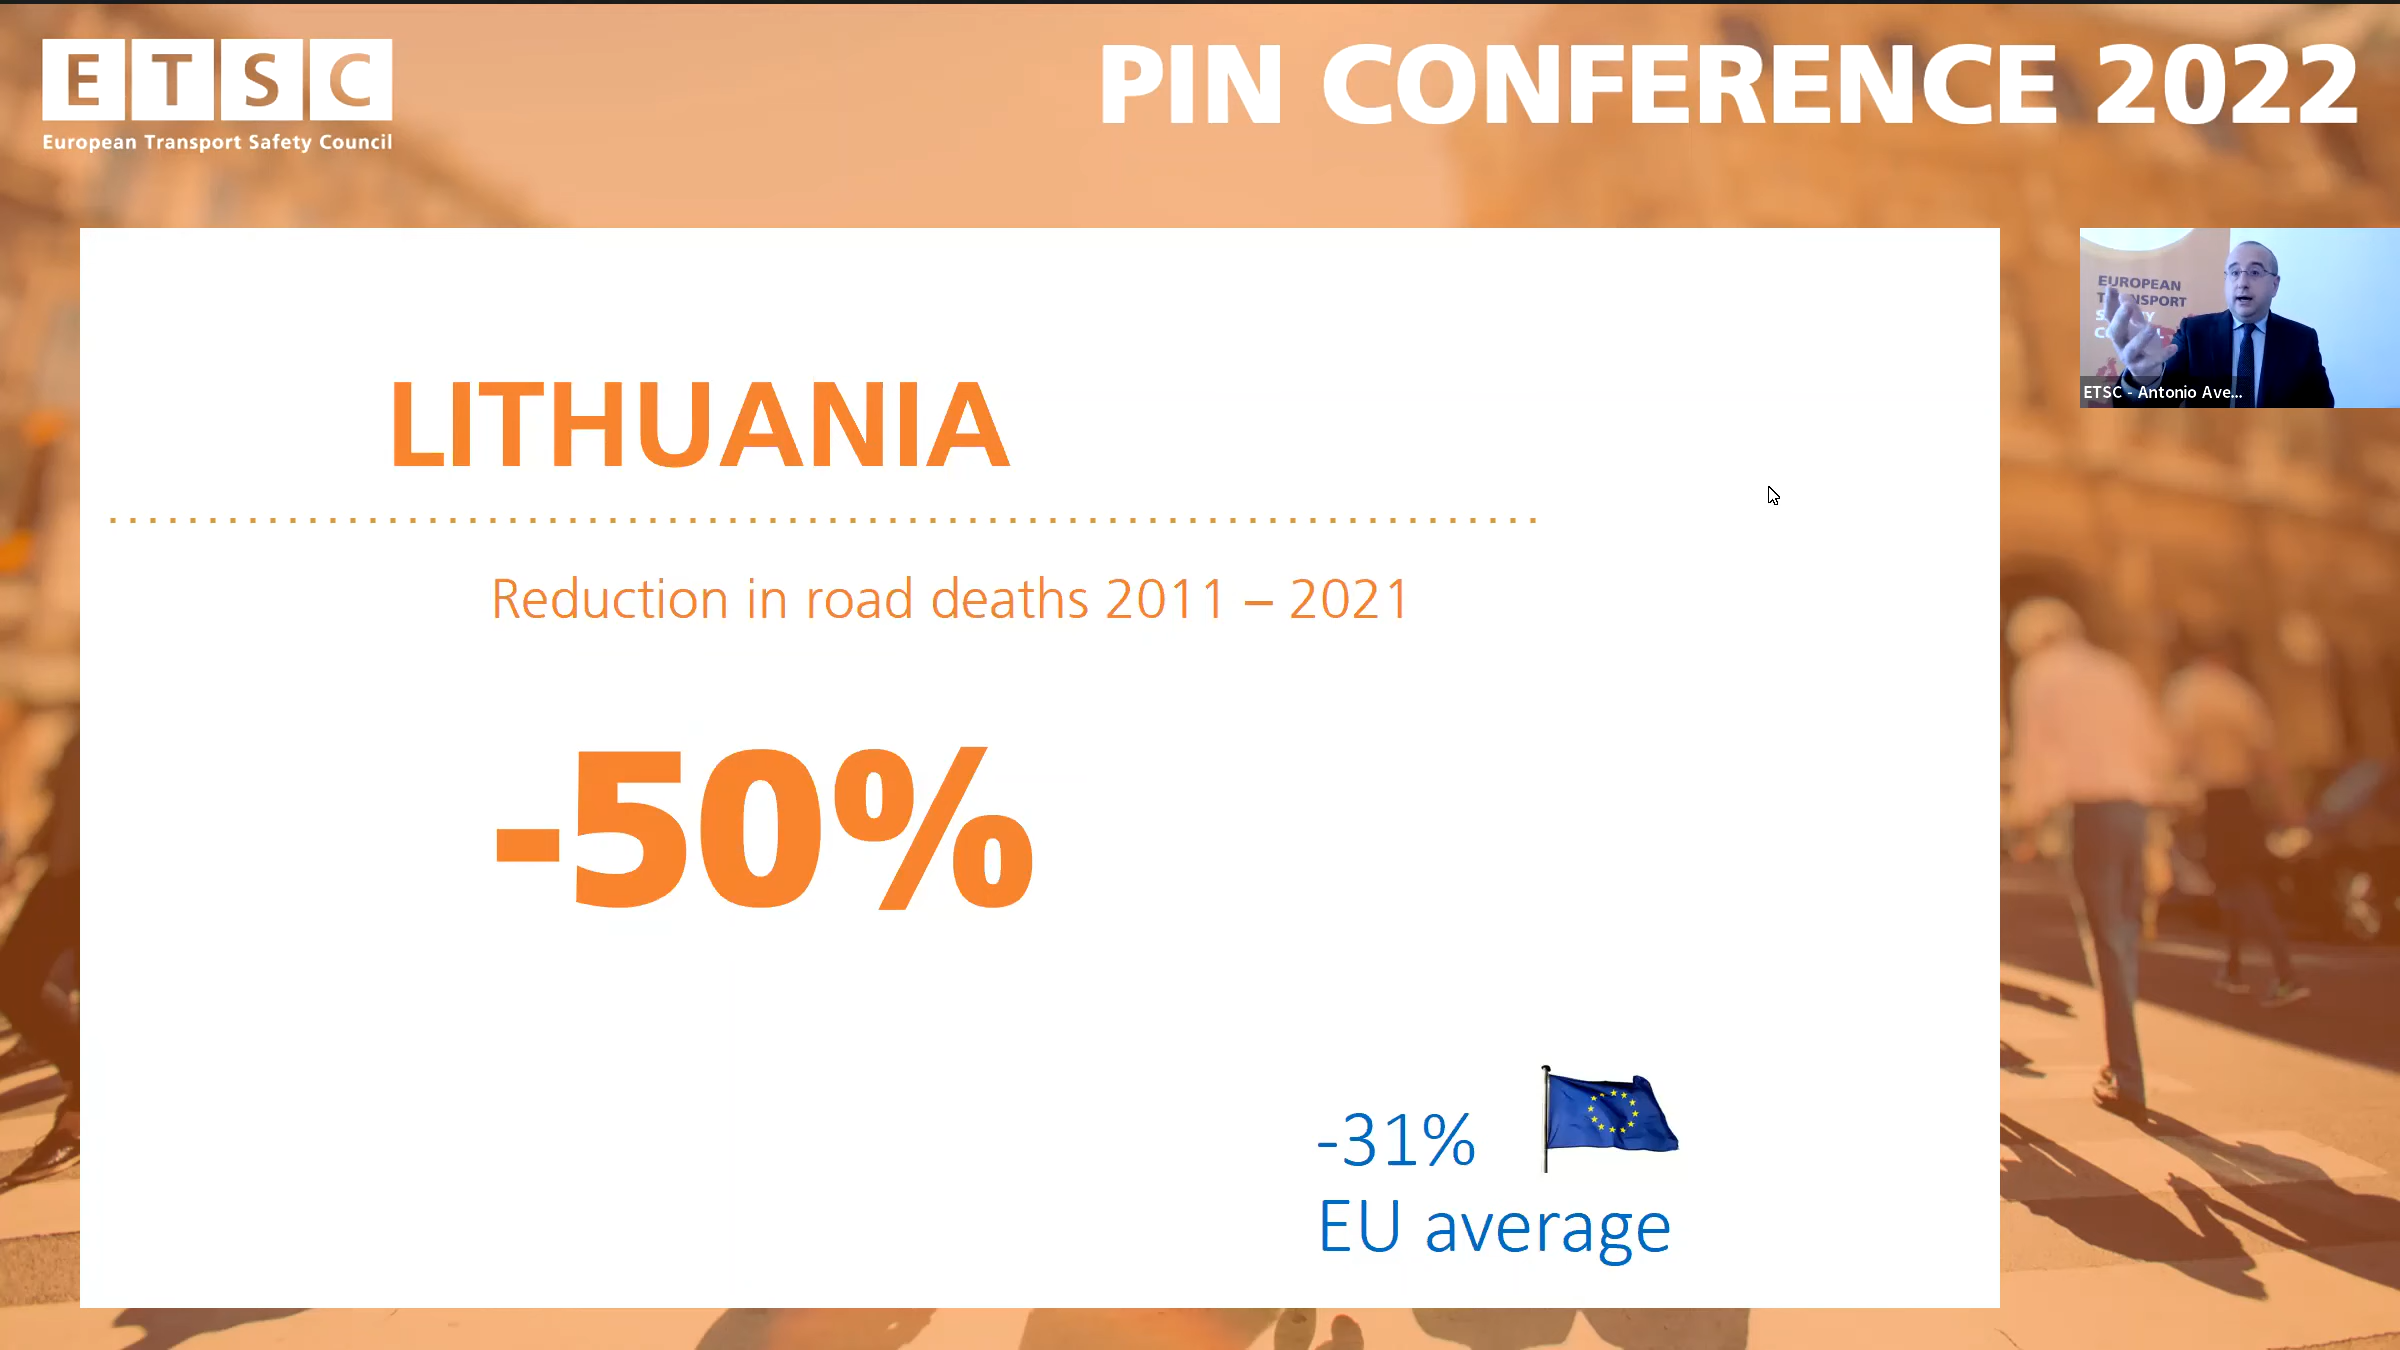 E T S C
European Transport Safety Council
PIN CONFERENCE 2022
LITHUANIA
Reduction in road deaths 2011 – 2021
-50%
-31%
EU average
EUROPEAN
ETSC - Antonio Ave...